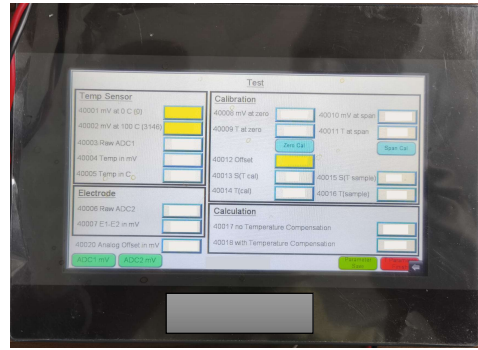 Test
Temp Sensor
40001 mV at 0 C (0)
40002 mV at 100 C (3146)
40003 Raw ADC1
40004 Temp in mV
40005 Temp in C
Electrode
40006 Raw ADC2
40007 E1-E2 in mV
40020 Analog Offset in mV
ADC1 mV
ADC2 mV
Calibration
40008 mV at zero
40010 mV at span
40009 T at zero
40011 T at span
Zero Cal
Span Cal
40012 Offset
40013 S(T cal)
40015 S(T sample)
40014 T(cal)
40016 T(sample)
Calculation
40017 no Temperature Compensation
40018 with Temperature Compensation